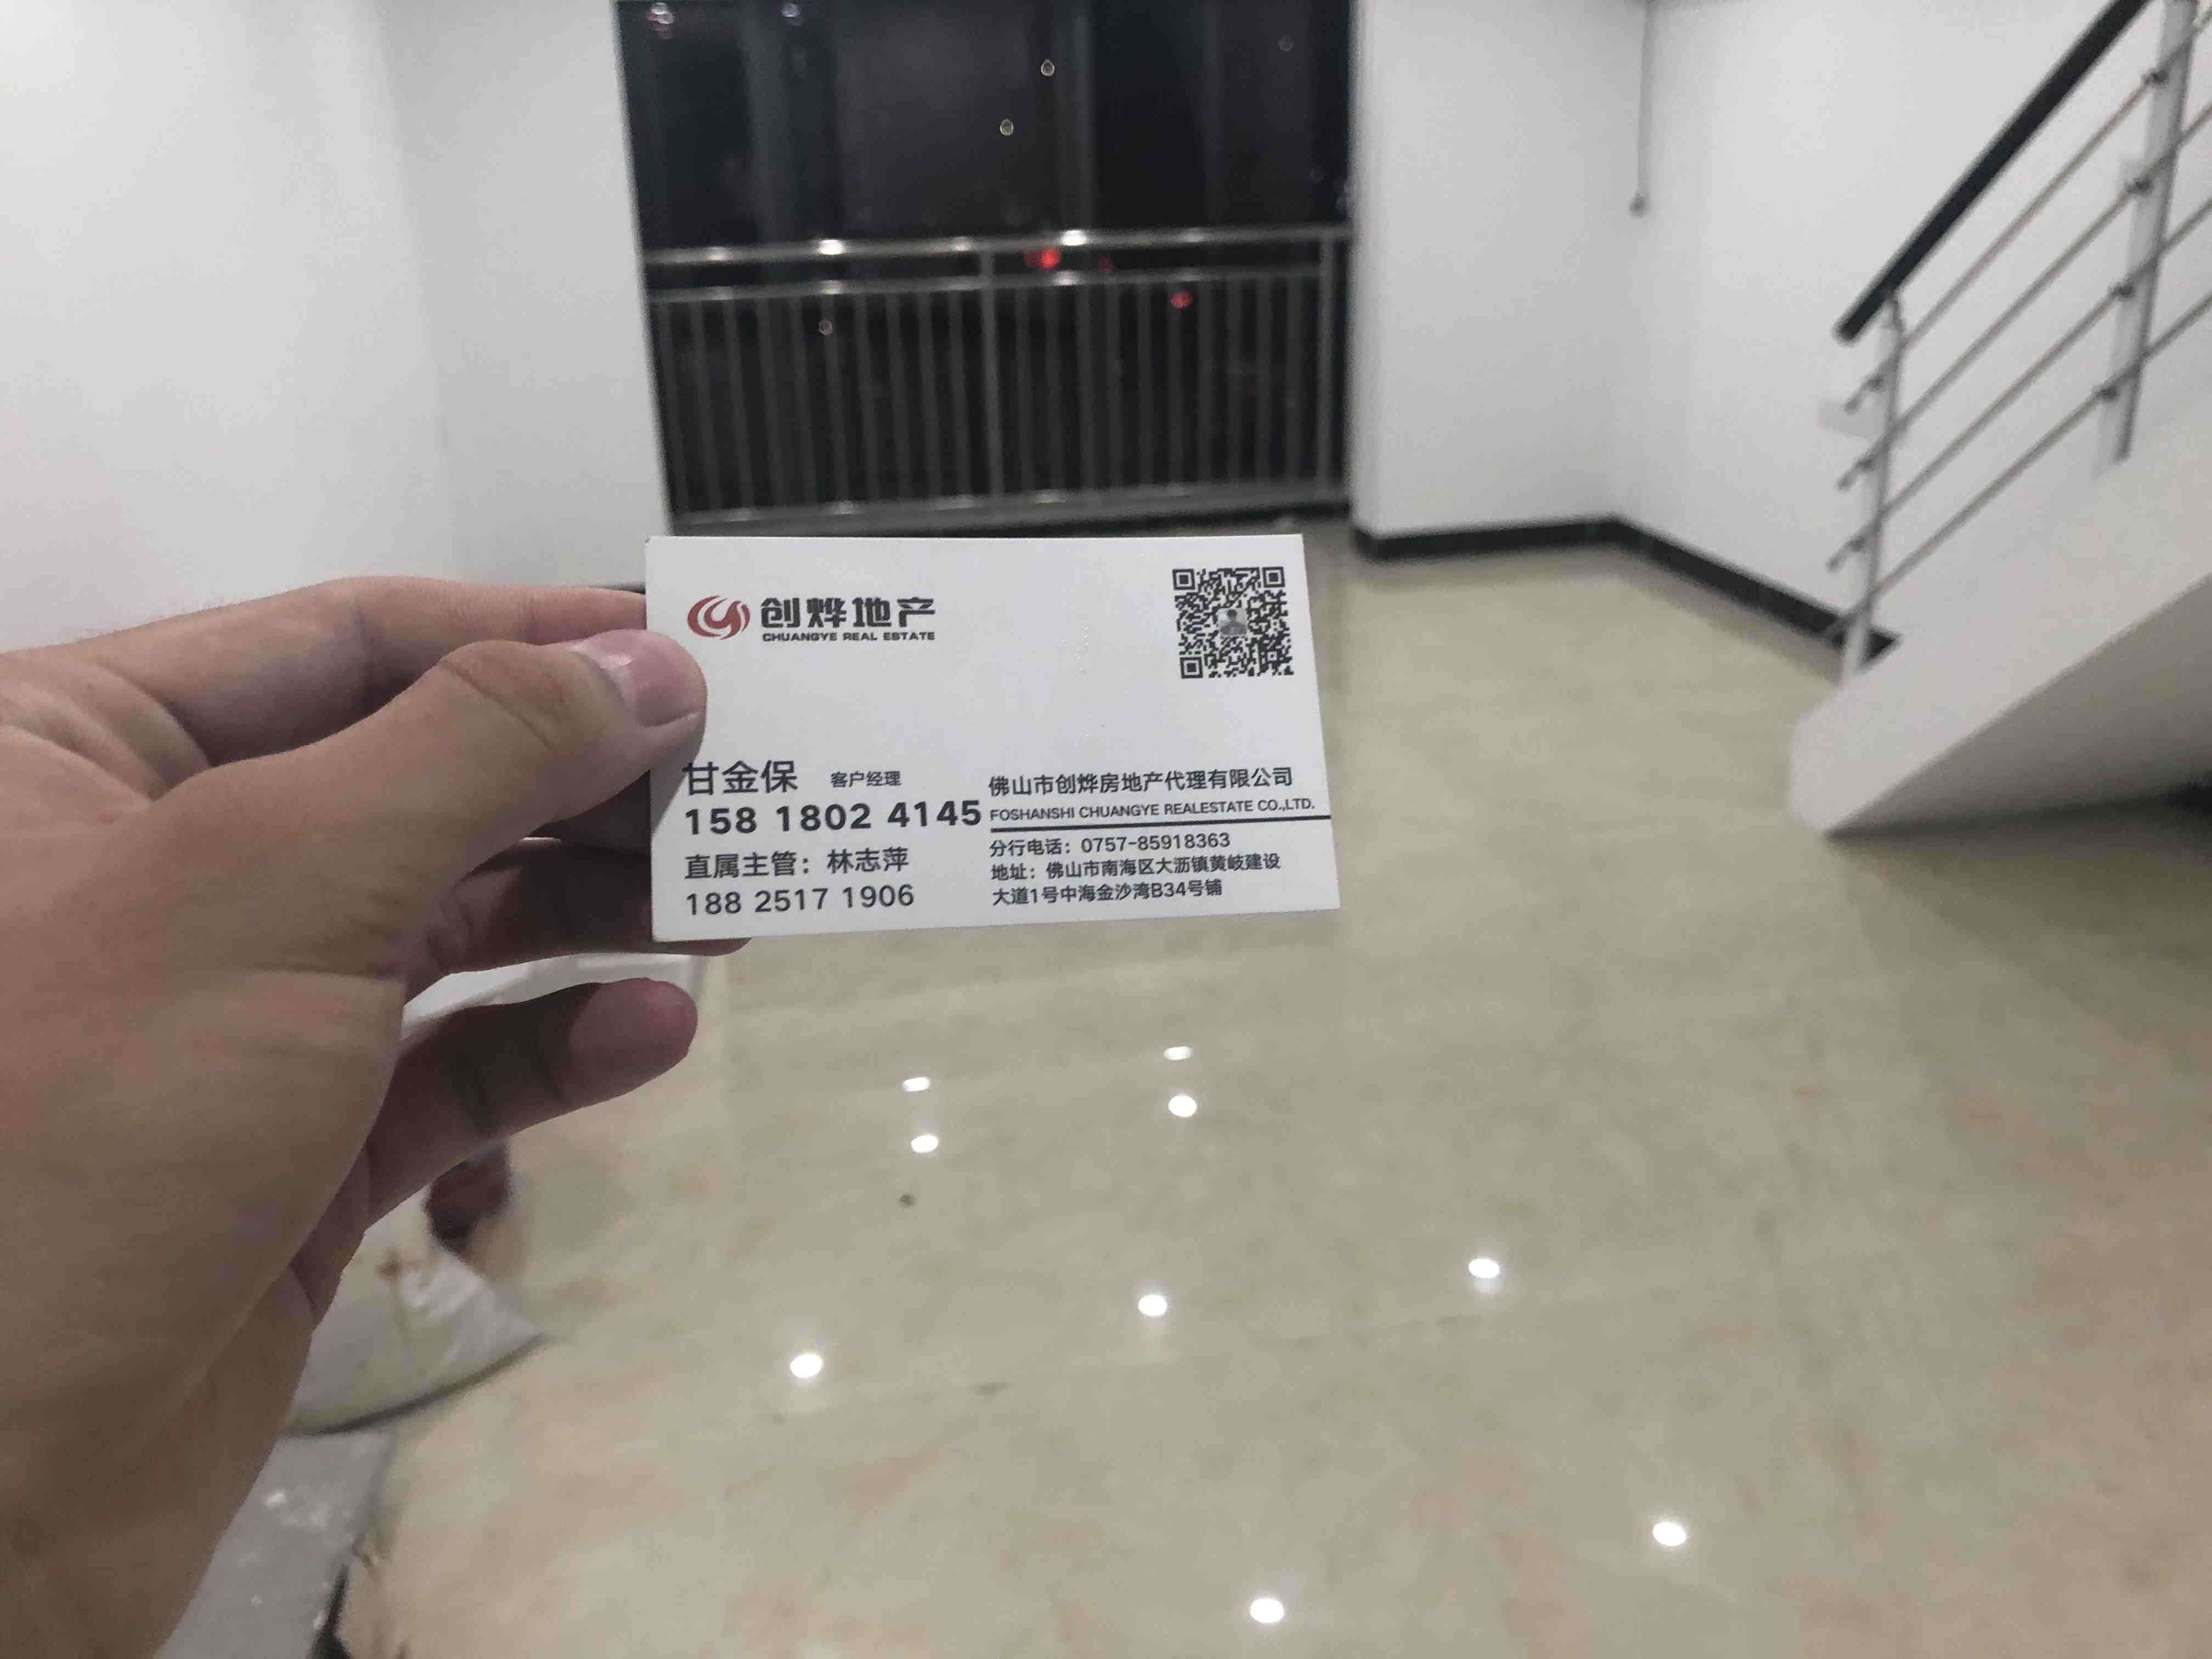 创烨地产
CHUANGYE REAL ESTATE
甘金保 客户经理
158 1802 4145
直属主管：林志萍
188 2517 1906
佛山市创烨房地产代理有限公司
FOSHANSHI CHUANGYE REALESTATE CO.,LTD.
分行电话：0757-85918363
地址：佛山市南海区大沥镇黄岐建设
大道1号中海金沙湾B34号铺